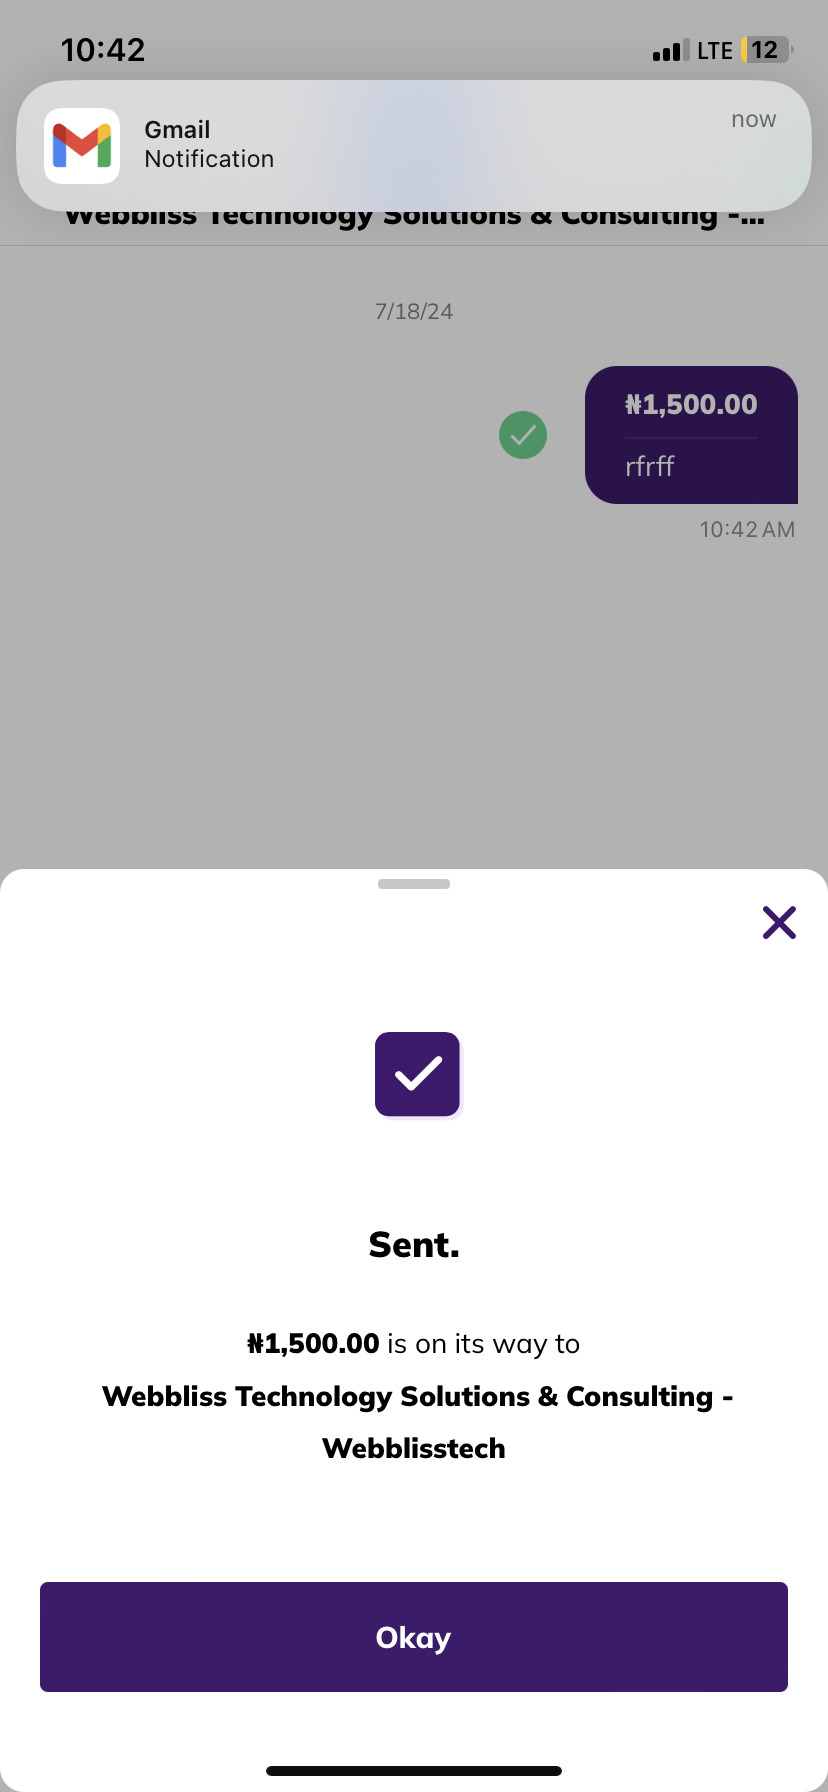 10:42
LTE 12
Gmail
now
Notification
Webbliss Technology Solutions & Consulting -...
7/18/24
₦1,500.00
rfrff
10:42 AM
Sent.
₦1,500.00 is on its way to
Webbliss Technology Solutions & Consulting -
Webblisstech
Okay